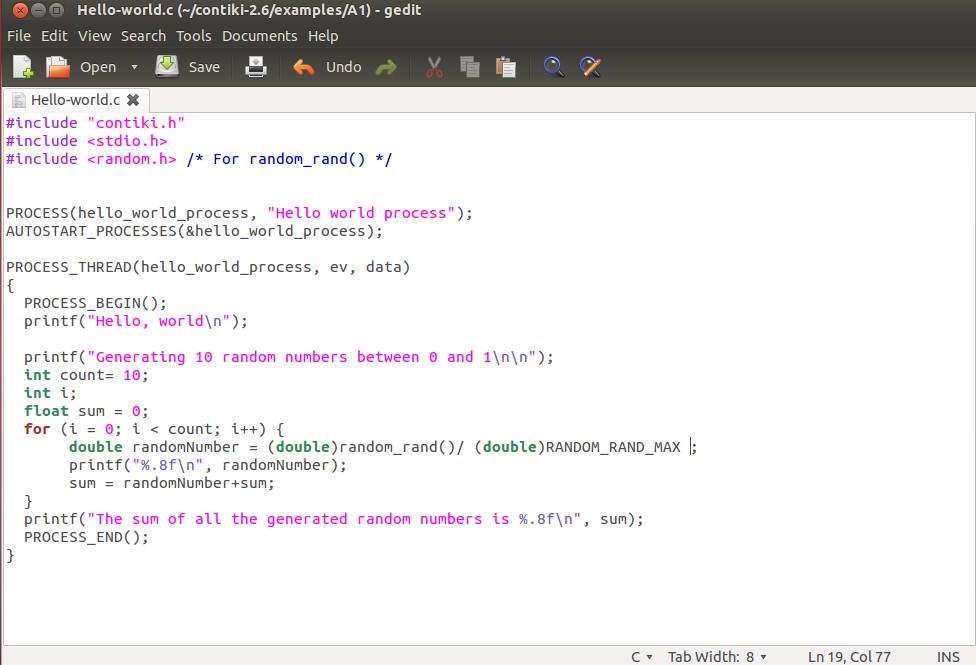 Hello-world.c (~/contiki-2.6/examples/A1) - gedit
File Edit View Search Tools Documents Help
Open Save Undo
Hello-world.c
#include "contiki.h"
#include <stdio.h>
#include <random.h> /* For random_rand() */
PROCESS(hello_world_process, "Hello world process");
AUTOSTART_PROCESSES(&hello_world_process);
PROCESS_THREAD(hello_world_process, ev, data)
{
  PROCESS_BEGIN();
  printf("Hello, world\n");
  printf("Generating 10 random numbers between 0 and 1\n\n");
  int count= 10;
  int i;
  float sum = 0;
  for (i = 0; i < count; i++) {
       double randomNumber = (double)random_rand()/ (double)RANDOM_RAND_MAX ;
       printf("%.8f\n", randomNumber);
       sum = randomNumber+sum;
  }
  printf("The sum of all the generated random numbers is %.8f\n", sum);
  PROCESS_END();
}
C Tab Width: 8 Ln 19, Col 77 INS